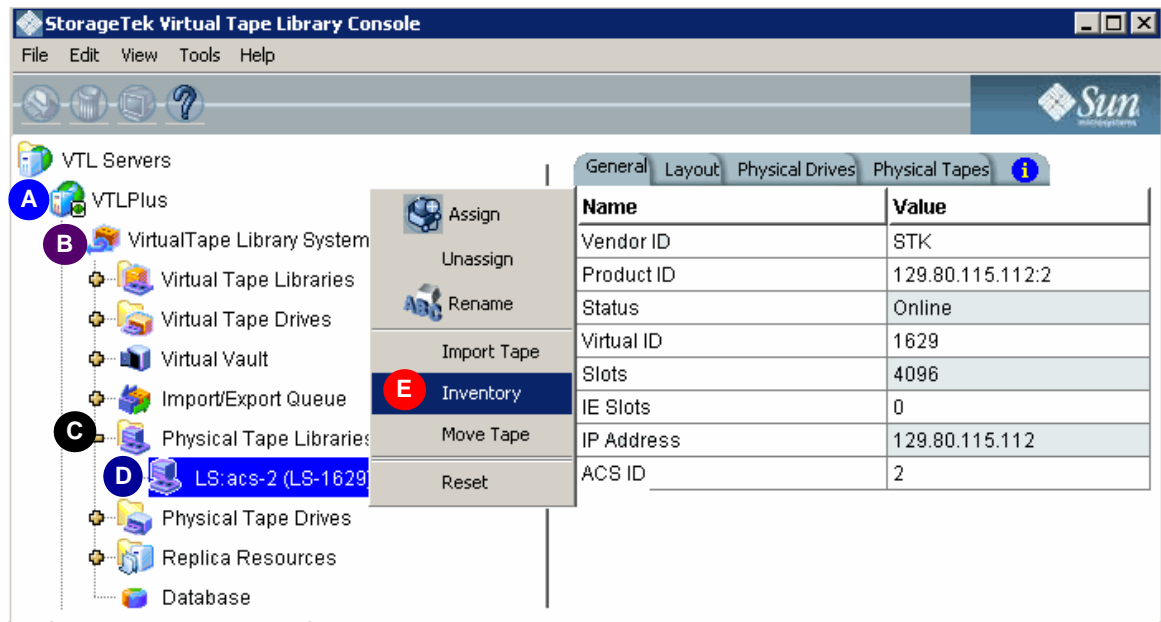 StorageTek Virtual Tape Library Console
File Edit View Tools Help
Sun
microsystems
VTL Servers
A VTLPlus
B VirtualTape Library System
Virtual Tape Libraries
Virtual Tape Drives
Virtual Vault
Import/Export Queue
C Physical Tape Libraries
D LS:acs-2 (LS-1629)
Physical Tape Drives
Replica Resources
Database
Assign
Unassign
ABC Rename
Import Tape
E Inventory
Move Tape
Reset
General Layout Physical Drives Physical Tapes i
Name Value
Vendor ID STK
Product ID 129.80.115.112:2
Status Online
Virtual ID 1629
Slots 4096
IE Slots 0
IP Address 129.80.115.112
ACS ID 2